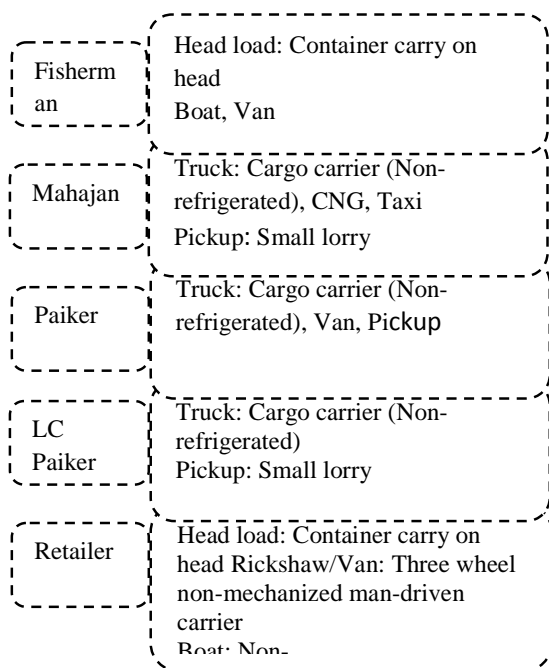 Fisherm
an
Head load: Container carry on
head
Boat, Van
Mahajan
Truck: Cargo carrier (Non-
refrigerated), CNG, Taxi
Pickup: Small lorry
Paiker
Truck: Cargo carrier (Non-
refrigerated), Van, Pickup
LC
Paiker
Truck: Cargo carrier (Non-
refrigerated)
Pickup: Small lorry
Retailer
Head load: Container carry on
head Rickshaw/Van: Three wheel
non-mechanized man-driven
carrier
Boat: Non-